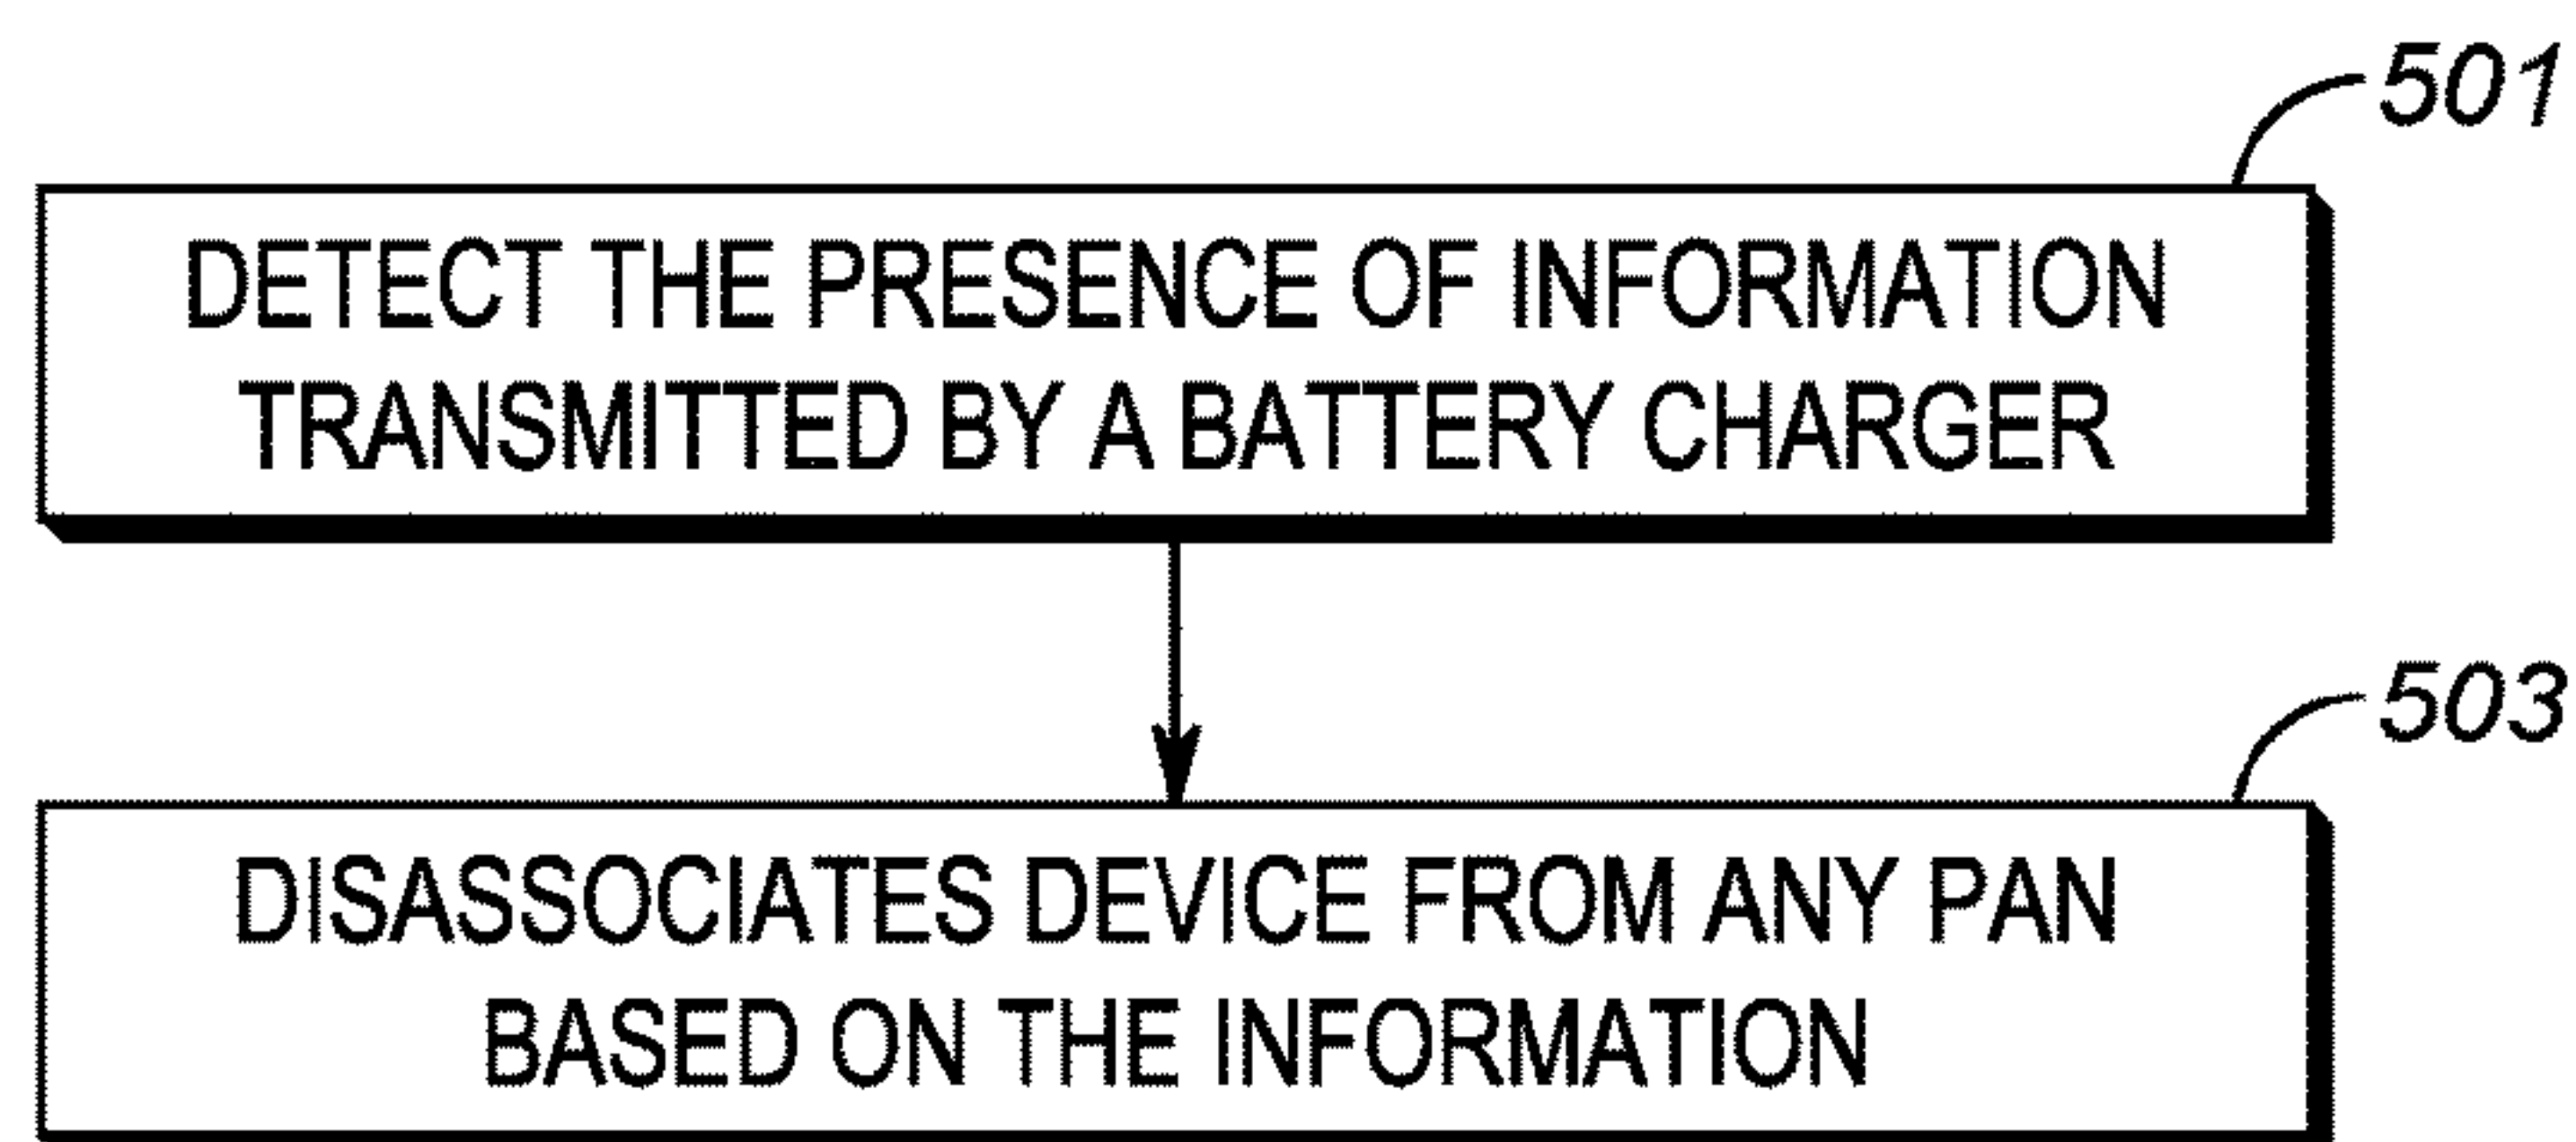 501
DETECT THE PRESENCE OF INFORMATION
TRANSMITTED BY A BATTERY CHARGER
503
DISASSOCIATES DEVICE FROM ANY PAN
BASED ON THE INFORMATION